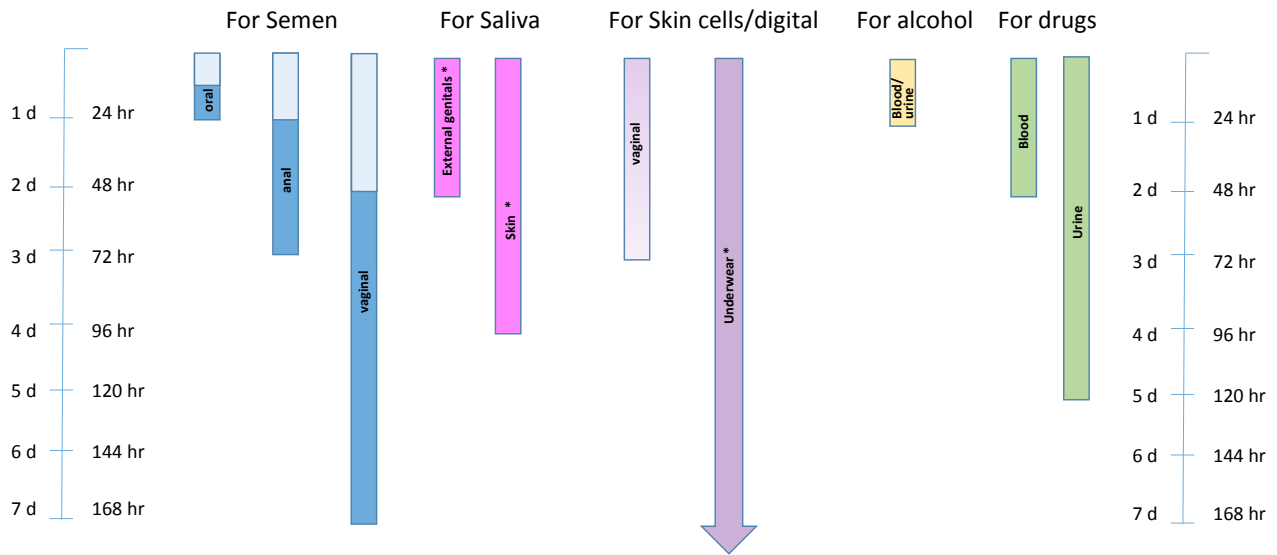 For Semen
For Saliva
For Skin cells/digital
For alcohol
For drugs
1 d
24 hr
2 d
48 hr
3 d
72 hr
4 d
96 hr
5 d
120 hr
6 d
144 hr
7 d
168 hr
oral
anal
vaginal
External genitals *
Skin *
vaginal
Underwear *
Blood/
urine
Blood
Urine
1 d
24 hr
2 d
48 hr
3 d
72 hr
4 d
96 hr
5 d
120 hr
6 d
144 hr
7 d
168 hr